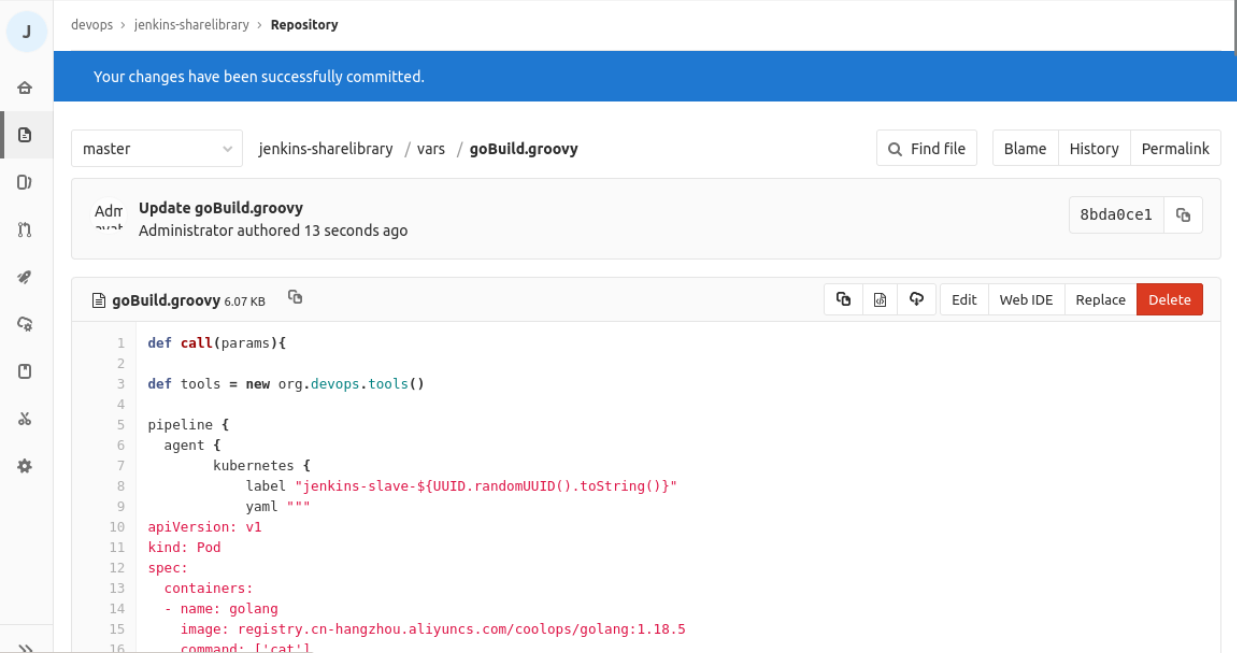 J
devops › jenkins-sharelibrary › Repository
Your changes have been successfully committed.
master
jenkins-sharelibrary / vars / goBuild.groovy
Find file
Blame
History
Permalink
Update goBuild.groovy
Administrator authored 13 seconds ago
8bda0ce1
goBuild.groovy 6.07 KB
Edit
Web IDE
Replace
Delete
1 def call(params){
2
3 def tools = new org.devops.tools()
4
5 pipeline {
6   agent {
7         kubernetes {
8             label "jenkins-slave-${UUID.randomUUID().toString()}"
9             yaml """
10 apiVersion: v1
11 kind: Pod
12 spec:
13   containers:
14   - name: golang
15     image: registry.cn-hangzhou.aliyuncs.com/coolops/golang:1.18.5
16     command: ['cat']